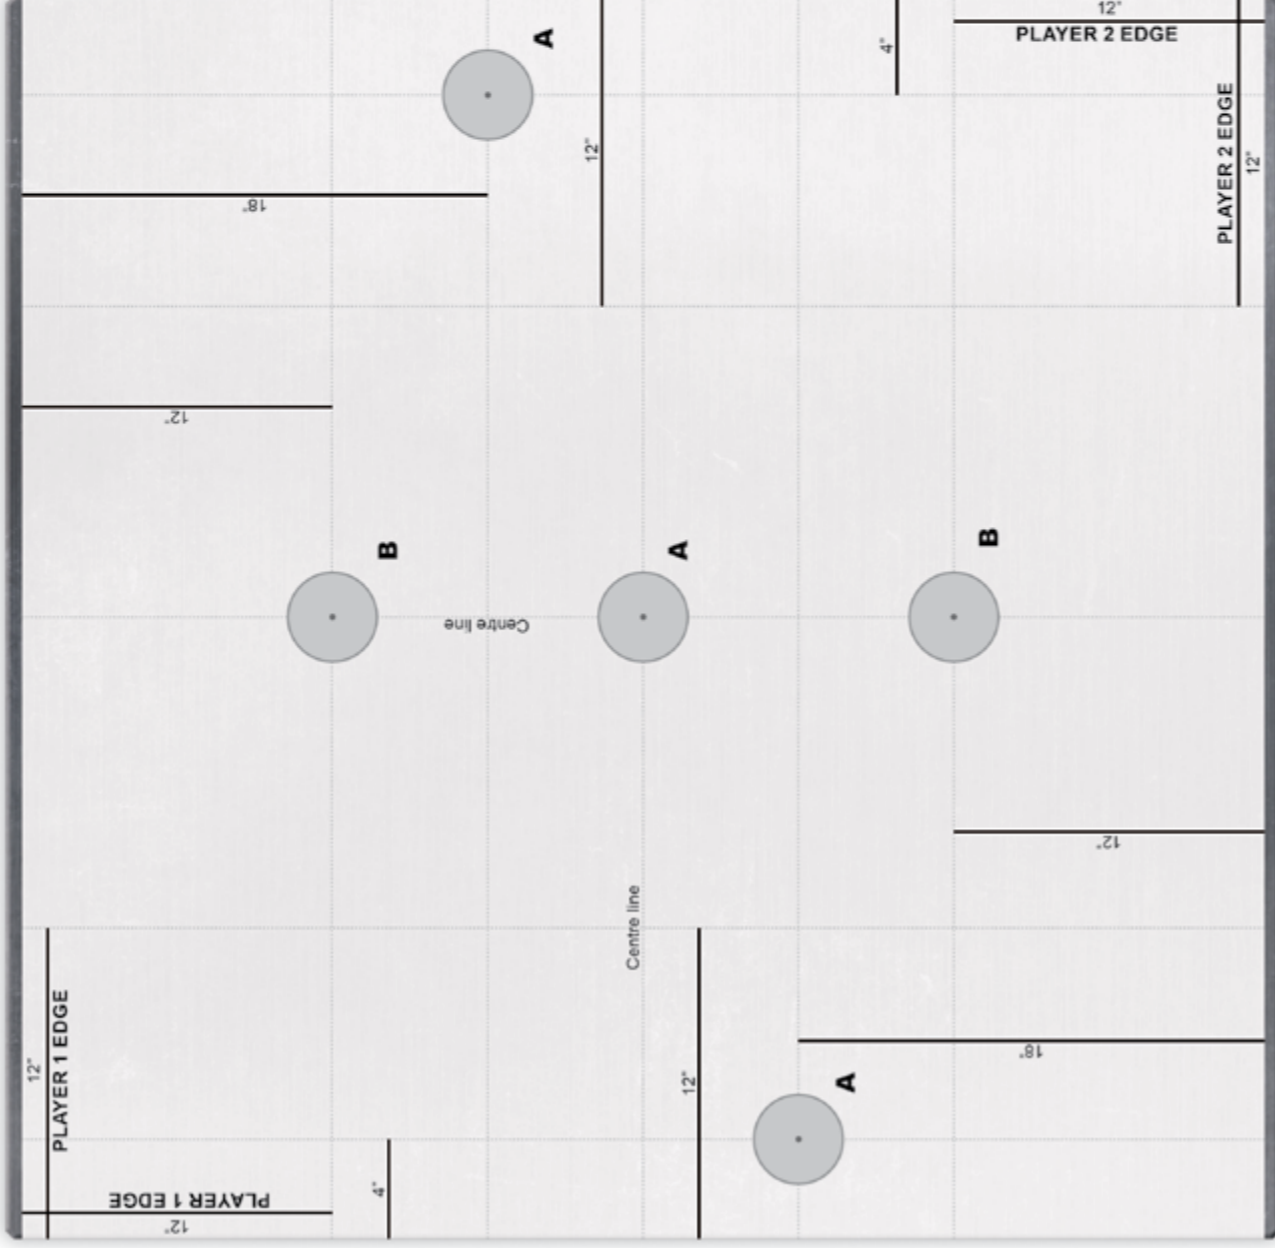 12"
PLAYER 2 EDGE
4"
A
12"
PLAYER 2 EDGE
12"
18"
12"
B
A
B
Centre line
12"
Centre line
12"
PLAYER 1 EDGE
12"
18"
A
4"
PLAYER 1 EDGE
12"